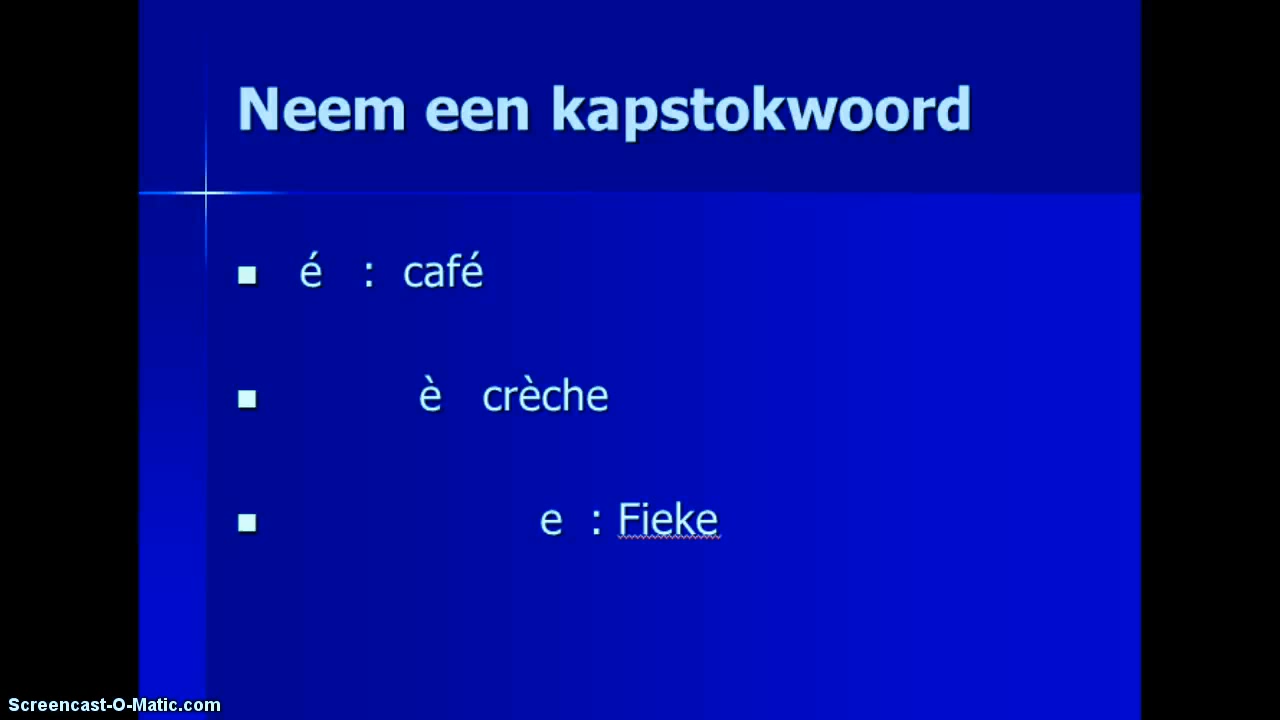 Neem een kapstokwoord
é : café
è crèche
e : Fieke
Screencast-O-Matic.com